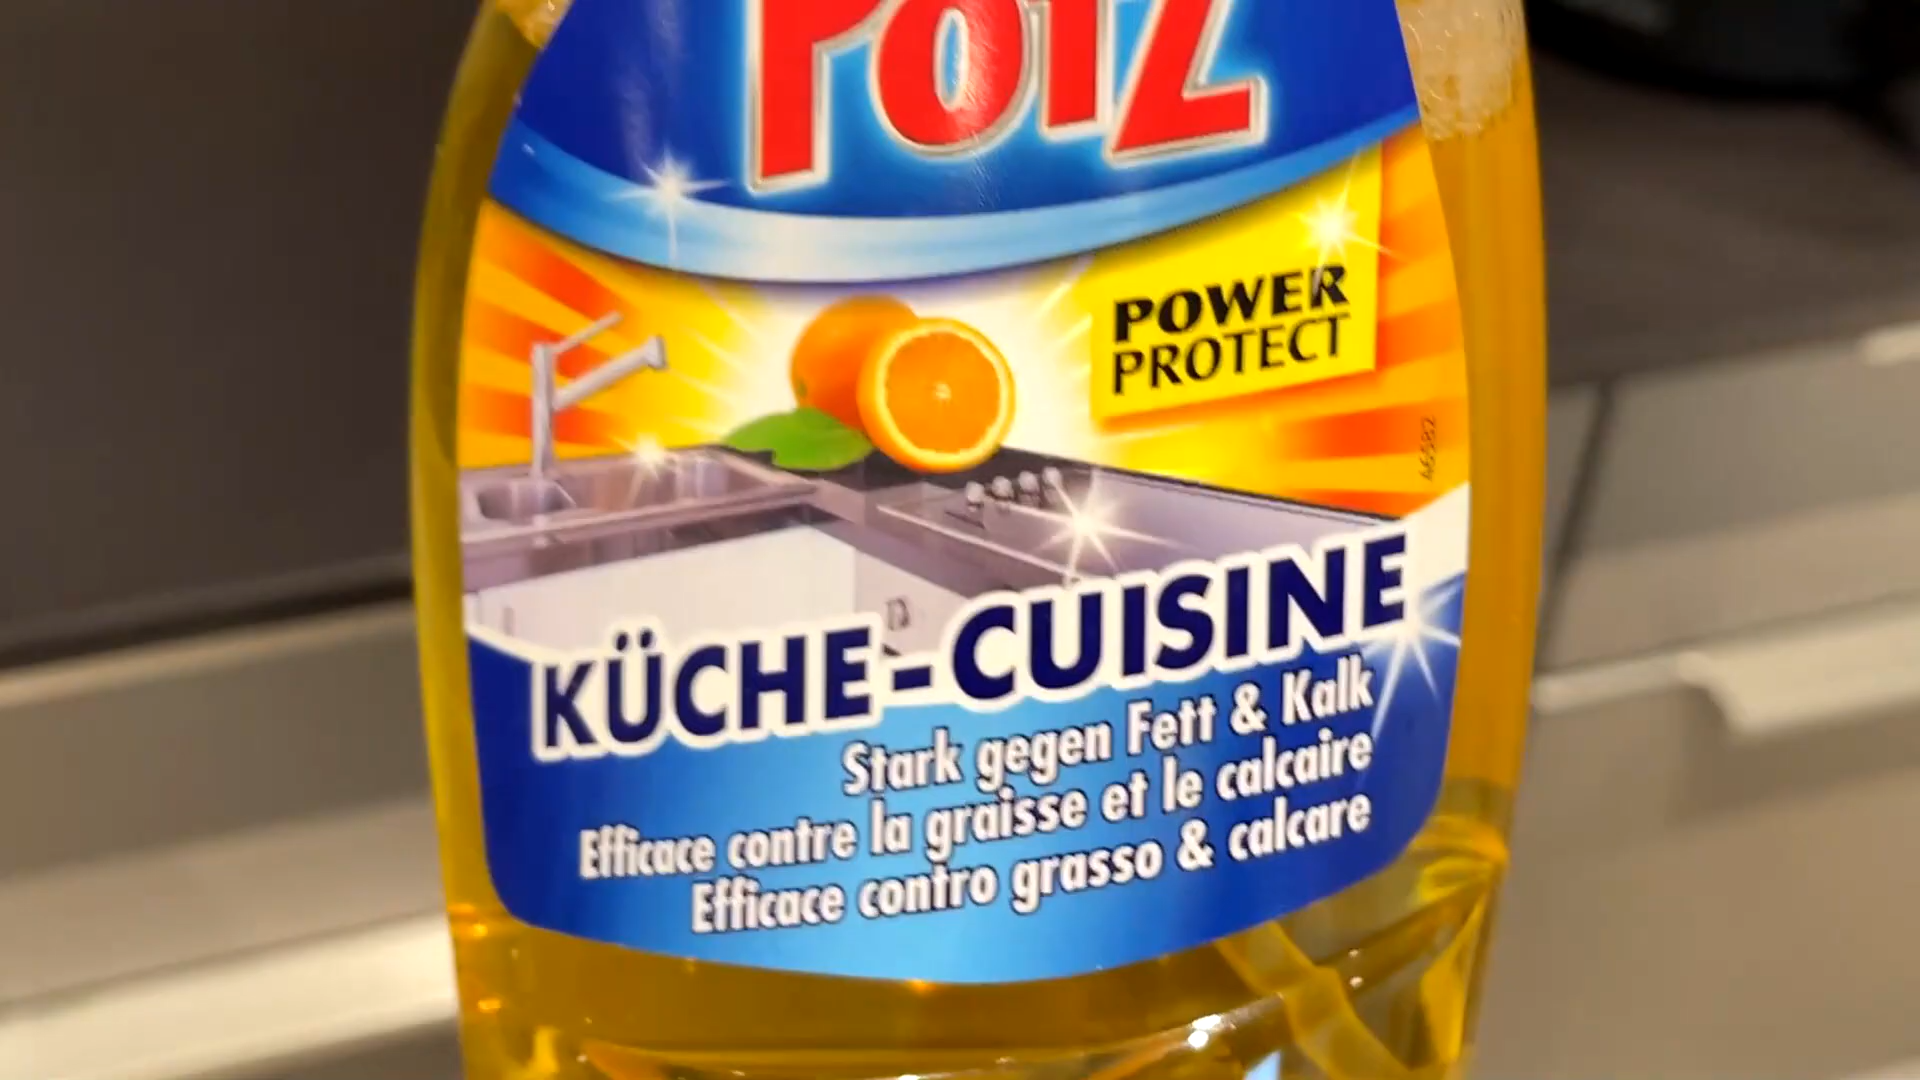 Potz
POWER
PROTECT
46582
KÜCHE-CUISINE
Stark gegen Fett & Kalk
Efficace contre la graisse et le calcaire
Efficace contro grasso & calcare